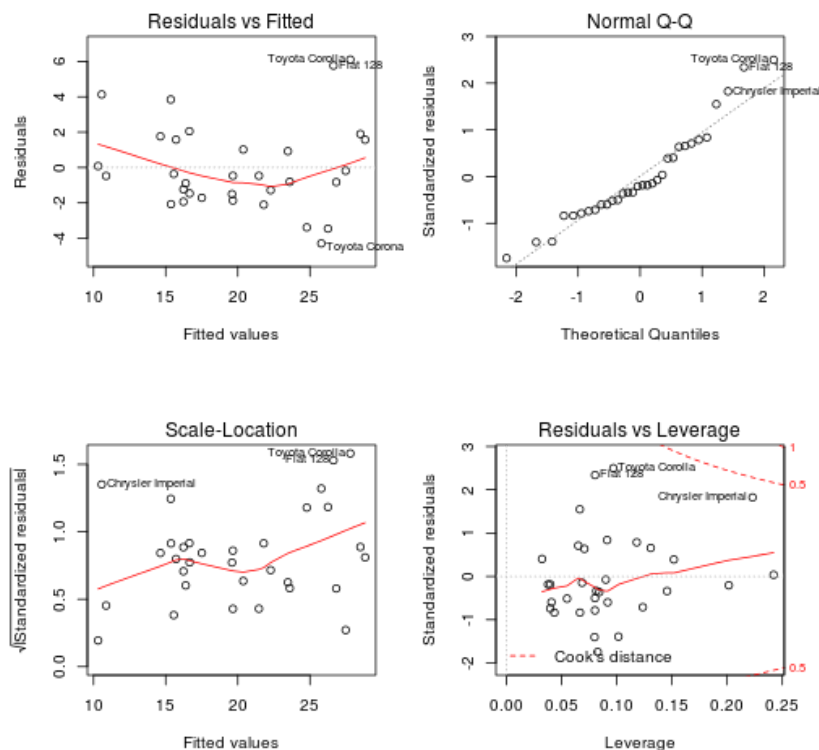 Residuals vs Fitted
Residuals
6
4
2
0
-2
-4
Toyota Corolla
Fiat 128
Toyota Corona
10
15
20
25
Fitted values
Normal Q-Q
Standardized residuals
3
2
1
0
-1
Toyota Corolla
Fiat 128
Chrysler Imperial
-2
-1
0
1
2
Theoretical Quantiles
Scale-Location
√|Standardized residuals|
1.5
1.0
0.5
0.0
Toyota Corolla
Fiat 128
Chrysler Imperial
10
15
20
25
Fitted values
Residuals vs Leverage
Standardized residuals
3
2
1
0
-1
-2
Toyota Corolla
Fiat 128
Chrysler Imperial
1
0.5
0.5
Cook's distance
0.00
0.05
0.10
0.15
0.20
0.25
Leverage